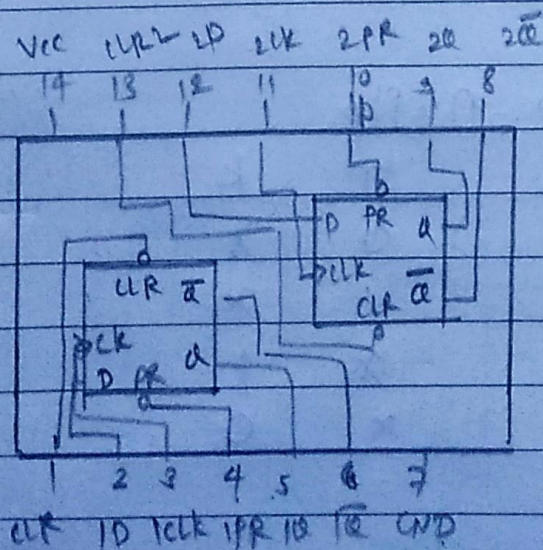 Vcc CLR2 2D 2CLK 2PR 2Q 2Q̅
14 13 12 11 10 9 8
D PR Q
CLK Q̅
CLR
CLR Q̅
CK Q
D PR
1 2 3 4 5 6 7
CLR 1D 1CLK 1PR 1Q 1Q̅ GND